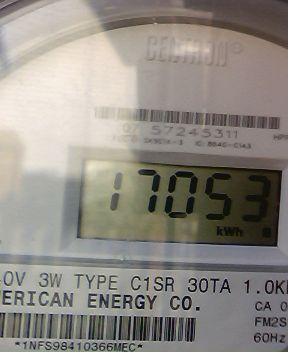 CENTRON®
07 57245311
17053
kWh
0V 3W TYPE C1SR 30TA 1.0K
ERICAN ENERGY CO.
CA 0
FM2S
60Hz
*1NFS98410366MEC*